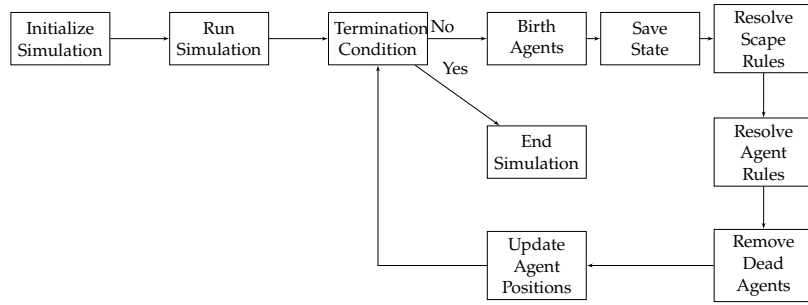 Initialize
Simulation
Run
Simulation
Termination
Condition
No
Yes
Birth
Agents
Save
State
Resolve
Scape
Rules
End
Simulation
Resolve
Agent
Rules
Update
Agent
Positions
Remove
Dead
Agents